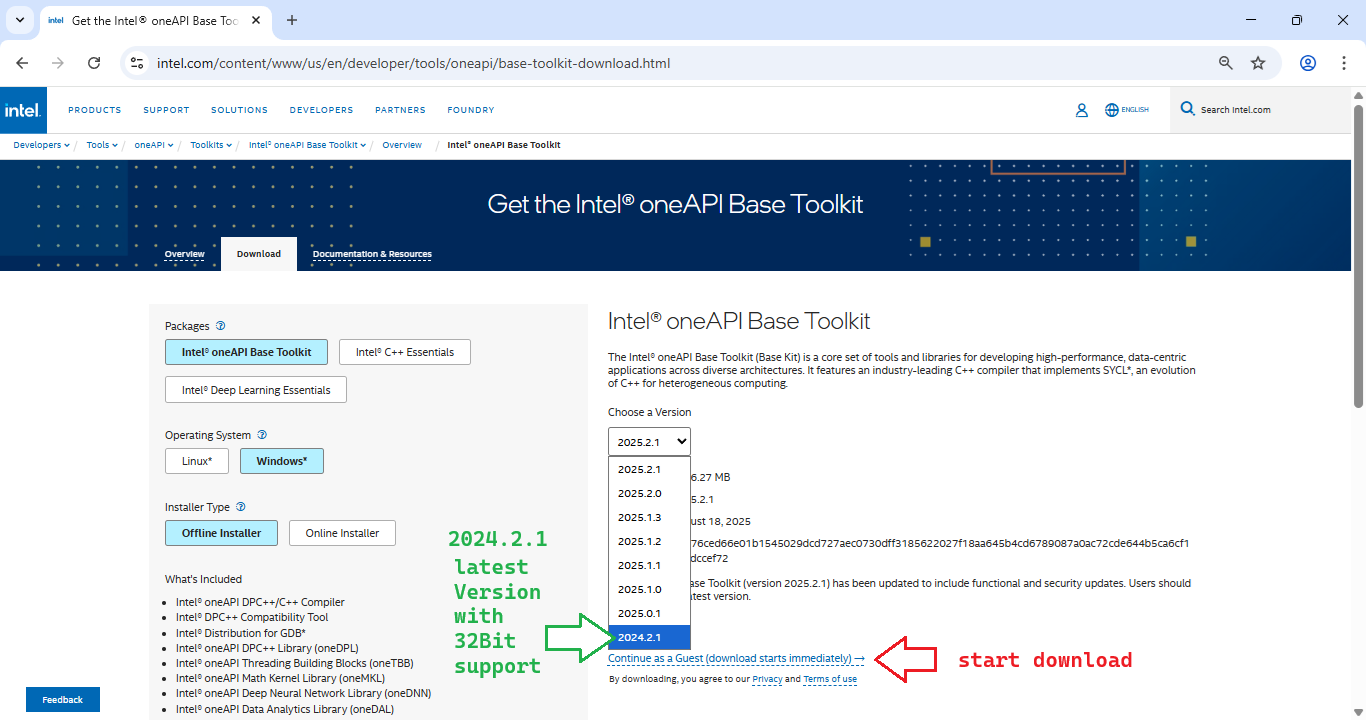 intel
Get the Intel® oneAPI Base Too
intel.com/content/www/us/en/developer/tools/oneapi/base-toolkit-download.html
intel.
PRODUCTS
SUPPORT
SOLUTIONS
DEVELOPERS
PARTNERS
FOUNDRY
ENGLISH
Search Intel.com
Developers / Tools / oneAPI / Toolkits / Intel® oneAPI Base Toolkit / Overview / Intel® oneAPI Base Toolkit
Get the Intel® oneAPI Base Toolkit
Overview
Download
Documentation & Resources
Packages ?
Intel® oneAPI Base Toolkit
Intel® C++ Essentials
Intel® Deep Learning Essentials
Operating System ?
Linux*
Windows*
Installer Type ?
Offline Installer
Online Installer
What's Included
• Intel® oneAPI DPC++/C++ Compiler
• Intel® DPC++ Compatibility Tool
• Intel® Distribution for GDB*
• Intel® oneAPI DPC++ Library (oneDPL)
• Intel® oneAPI Threading Building Blocks (oneTBB)
• Intel® oneAPI Math Kernel Library (oneMKL)
• Intel® oneAPI Deep Neural Network Library (oneDNN)
• Intel® oneAPI Data Analytics Library (oneDAL)
Feedback
2024.2.1
latest
Version
with
32Bit
support
Intel® oneAPI Base Toolkit
The Intel® oneAPI Base Toolkit (Base Kit) is a core set of tools and libraries for developing high-performance, data-centric
applications across diverse architectures. It features an industry-leading C++ compiler that implements SYCL*, an evolution
of C++ for heterogeneous computing.
Choose a Version
2025.2.1
2025.2.1
2025.2.0
2025.1.3
2025.1.2
2025.1.1
2025.1.0
2025.0.1
2024.2.1
6.27 MB
5.2.1
ust 18, 2025
76ced66e01b1545029dcd727aec0730dff3185622027f18aa645b4cd6789087a0ac72cde644b5ca6cf1
dccef72
ase Toolkit (version 2025.2.1) has been updated to include functional and security updates. Users should
test version.
Continue as a Guest (download starts immediately) →
start download
By downloading, you agree to our Privacy and Terms of use